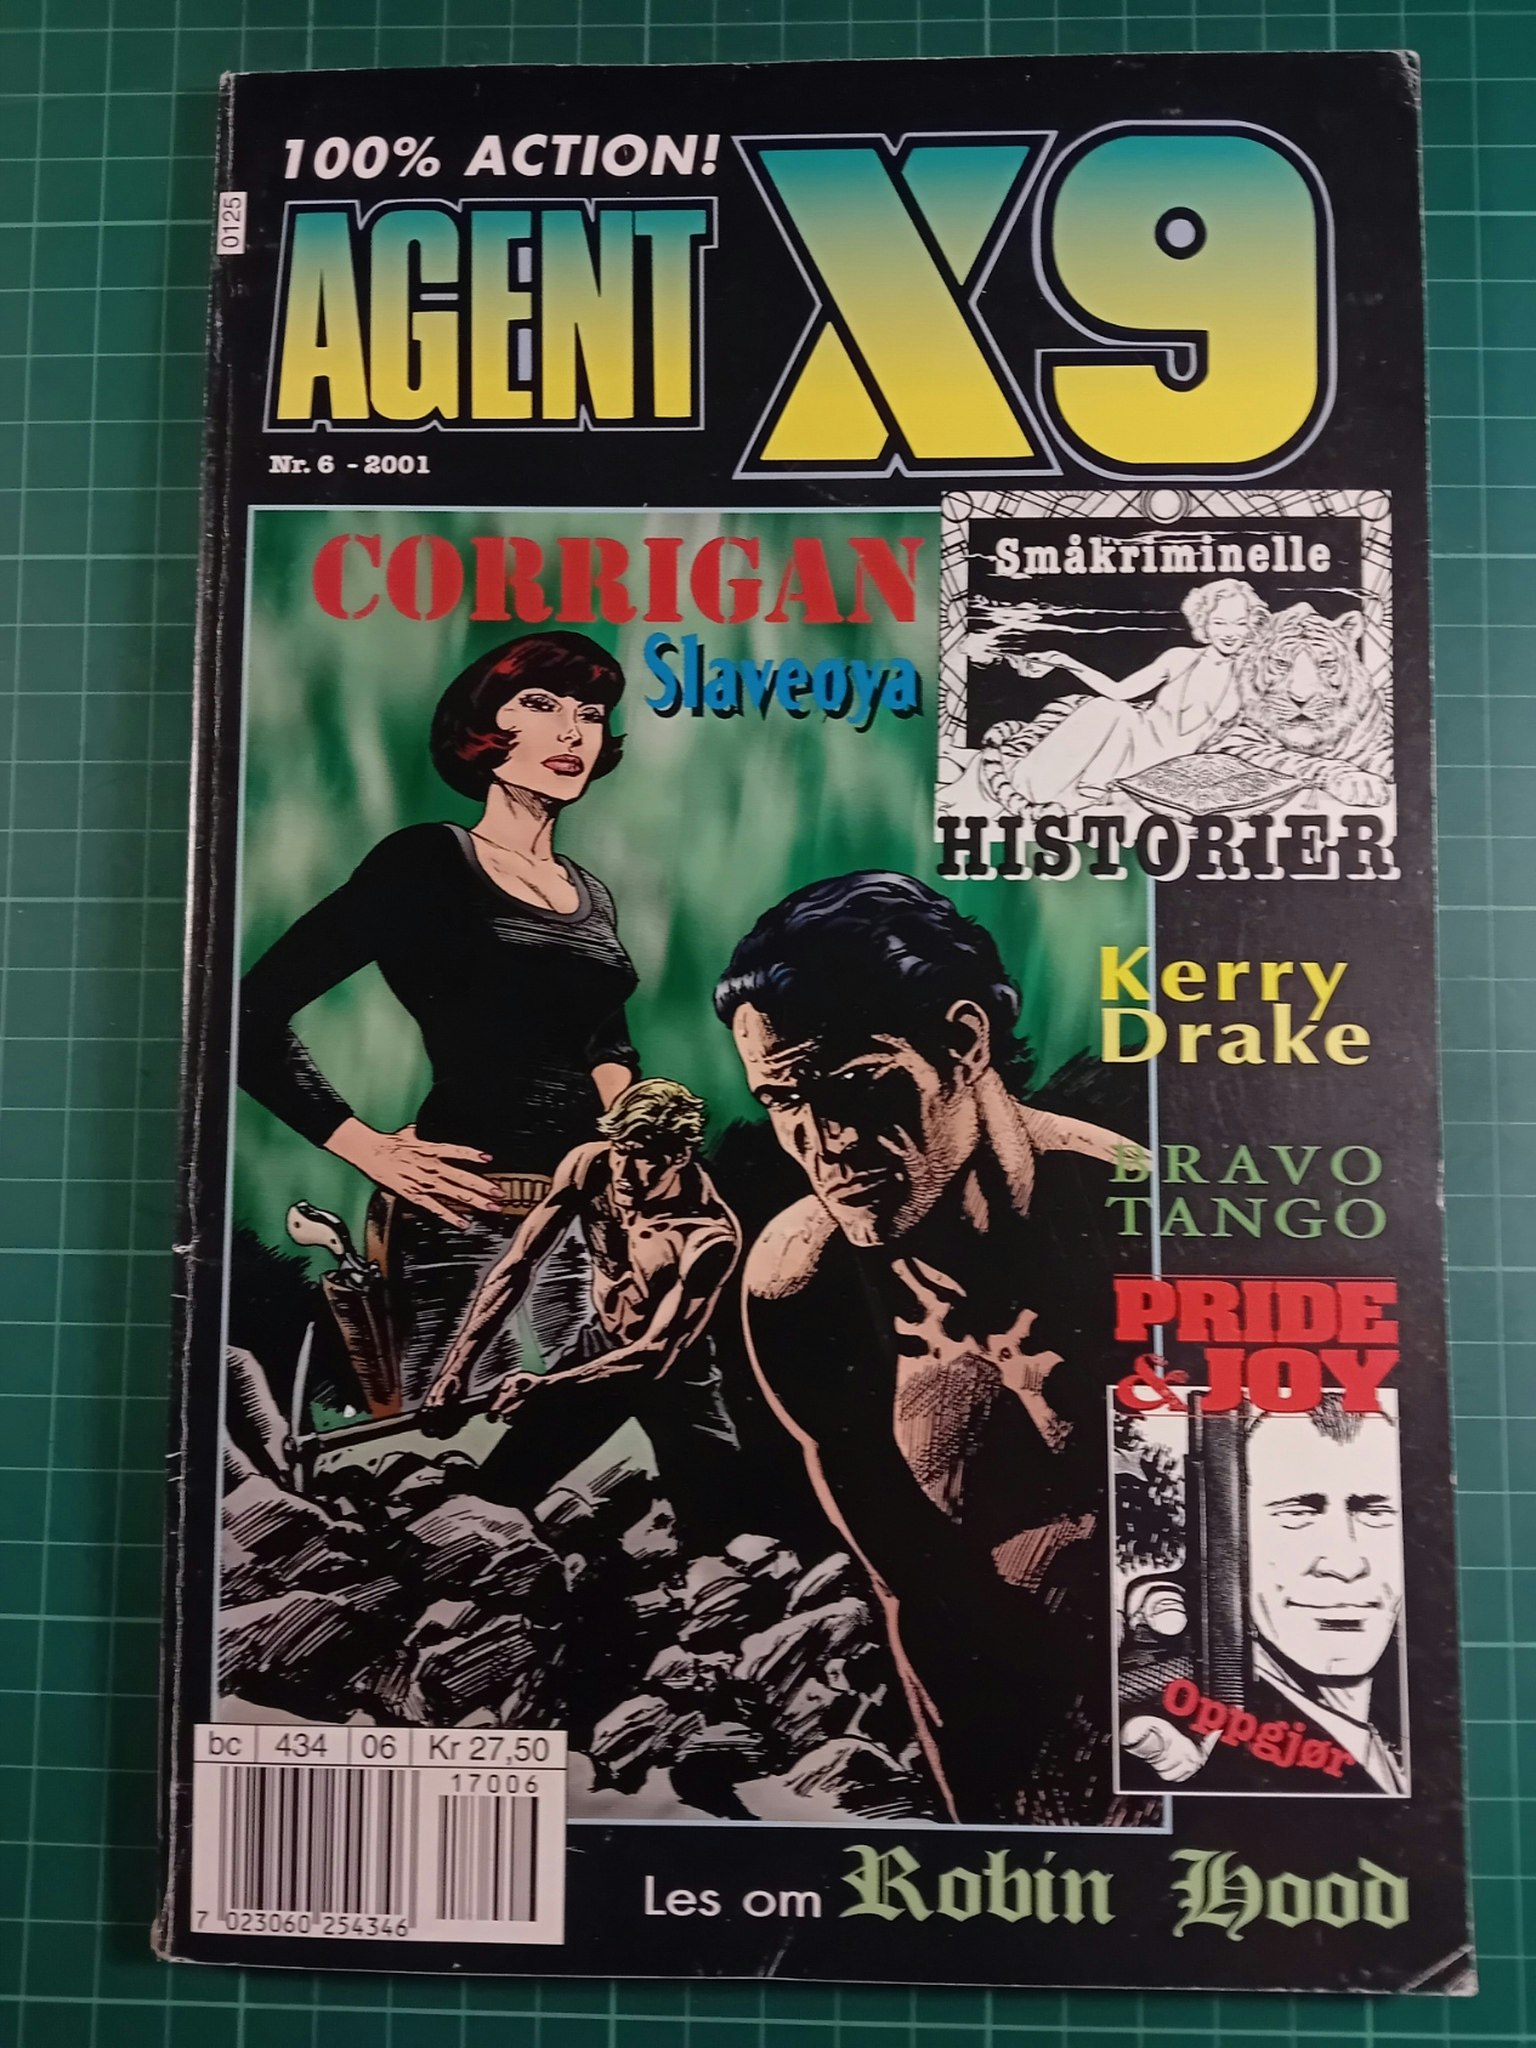 100% ACTION!
AGENT X9
0125
Nr. 6 - 2001
CORRIGAN
Slaveøya
Småkriminelle
HISTORIER
Kerry
Drake
BRAVO
TANGO
PRIDE
& JOY
Oppgjør
bc 434 06 Kr 27,50
17006
7 023060 254346
Les om Robin Hood